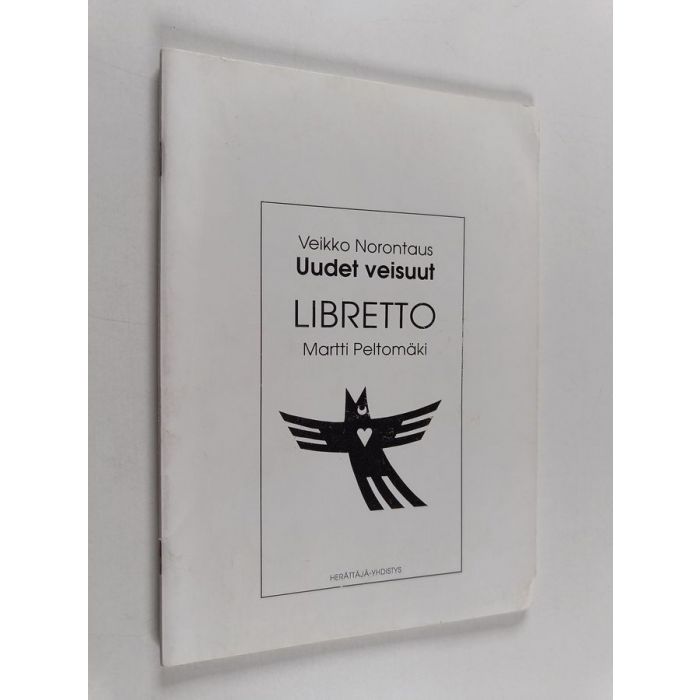 Veikko Norontaus
Uudet veisuut
LIBRETTO
Martti Peltomäki
HERÄTTÄJÄ-YHDISTYS